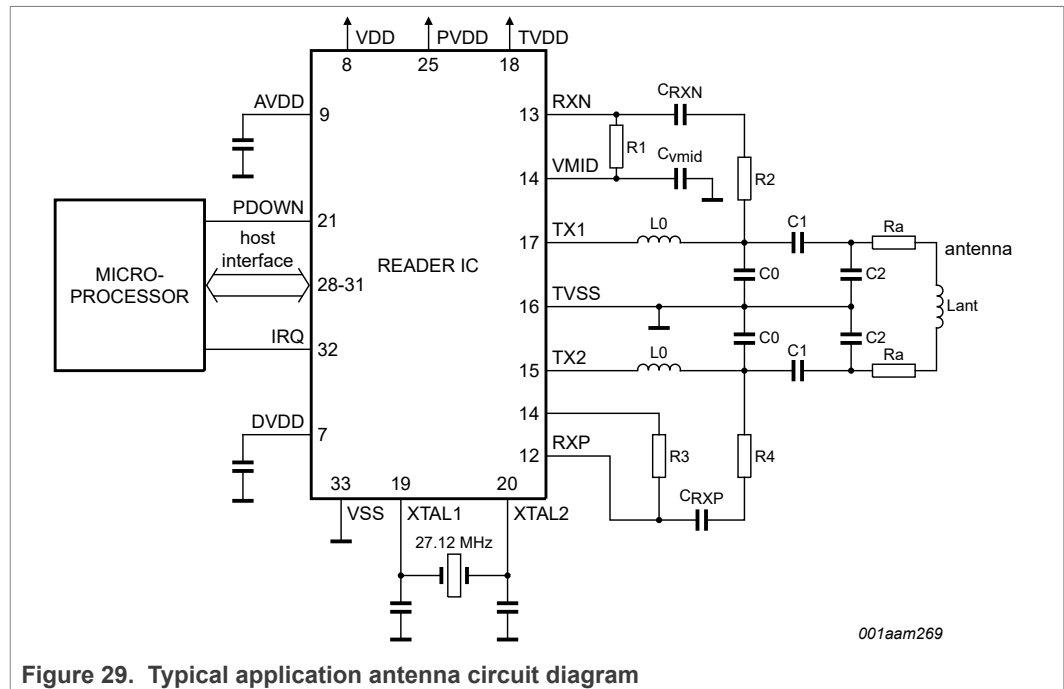 VDD PVDD TVDD
8 25 18
AVDD
9
13
RXN
CRXN
R1
VMID
14
Cvmid
R2
PDOWN
21
host
interface
MICRO-
PROCESSOR
28-31
READER IC
IRQ
32
17
TX1
L0
C1
Ra
antenna
C0
C2
TVSS
16
Lant
C0
C2
TX2
15
L0
C1
Ra
DVDD
7
14
RXP
12
R3
R4
CRXP
33 19 20
VSS XTAL1 XTAL2
27.12 MHz
001aam269
Figure 29. Typical application antenna circuit diagram